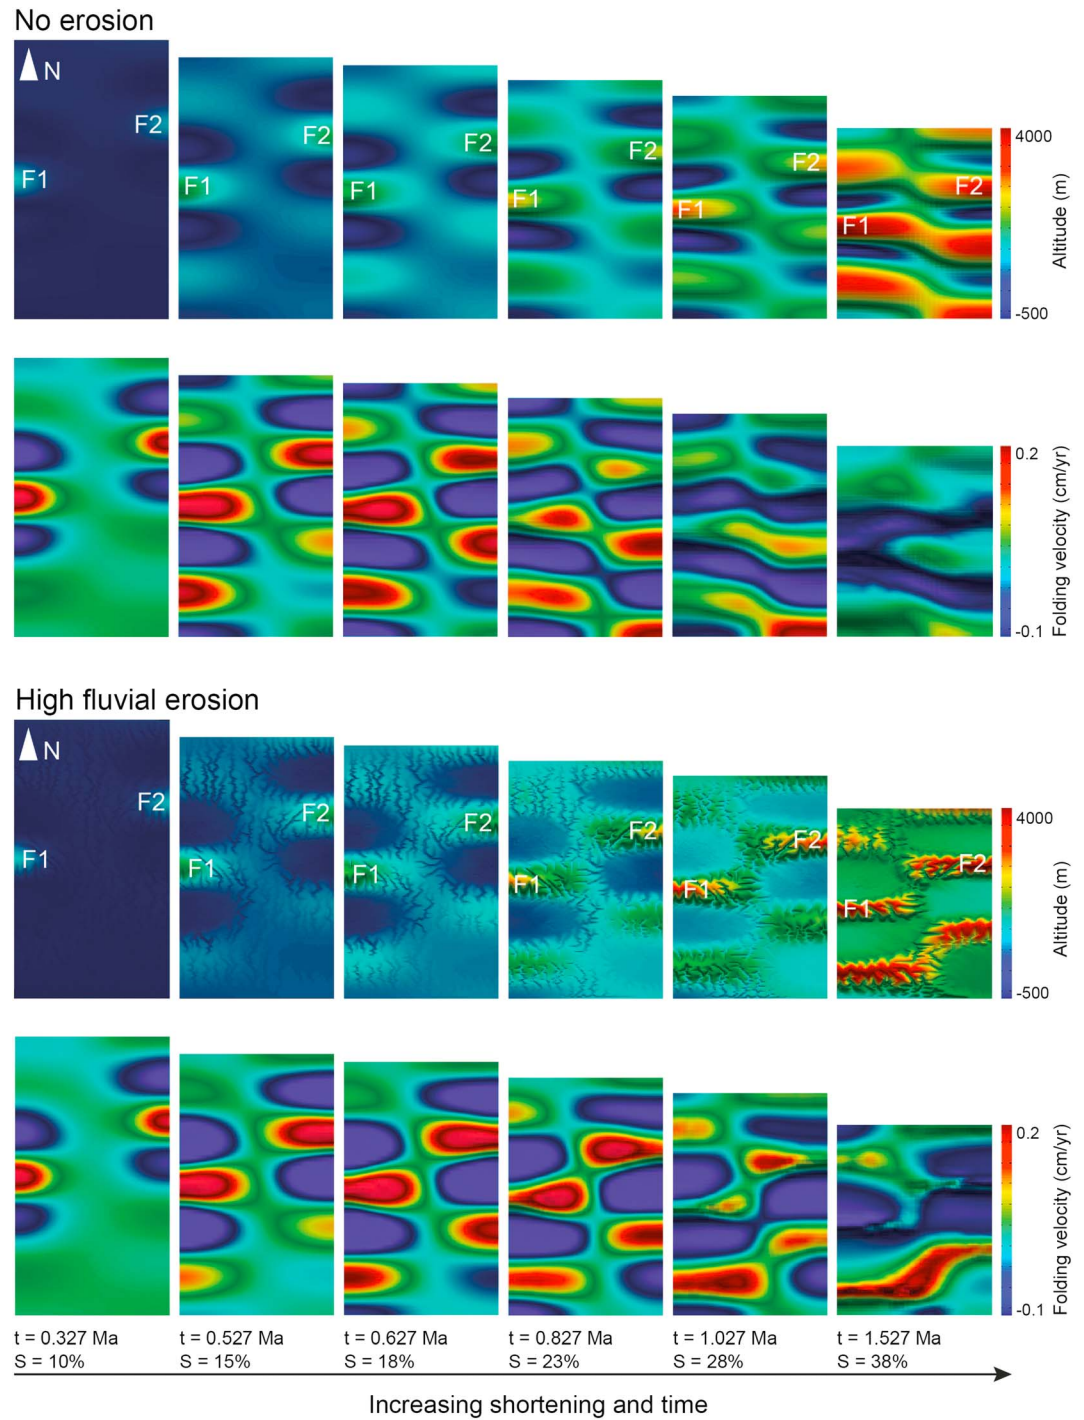 No erosion
N
F2
F1
F2
F1
F2
F1
F2
F1
F2
F1
F2
F1
4000
Altitude (m)
-500
0.2
Folding velocity (cm/yr)
-0.1
High fluvial erosion
N
F2
F1
F2
F1
F2
F1
F2
F1
F2
F1
F2
F1
4000
Altitude (m)
-500
0.2
Folding velocity (cm/yr)
-0.1
t = 0.327 Ma
S = 10%
t = 0.527 Ma
S = 15%
t = 0.627 Ma
S = 18%
t = 0.827 Ma
S = 23%
t = 1.027 Ma
S = 28%
t = 1.527 Ma
S = 38%
Increasing shortening and time